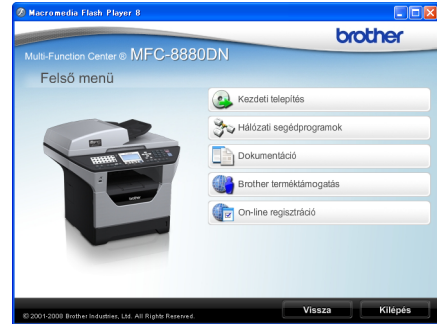 Macromedia Flash Player 8
brother
Multi-Function Center ® MFC-8880DN
Felső menü
Kezdeti telepítés
Hálózati segédprogramok
Dokumentáció
Brother terméktámogatás
On-line regisztráció
© 2001-2008 Brother Industries, Ltd. All Rights Reserved.
Vissza
Kilépés